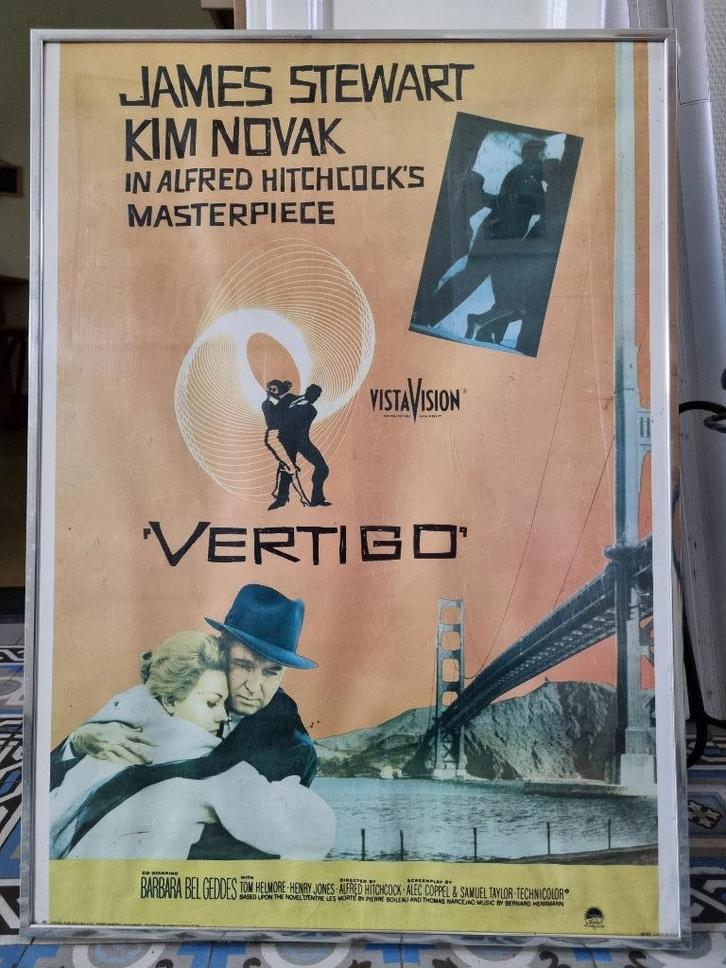 JAMES STEWART
KIM NOVAK
IN ALFRED HITCHCOCK'S
MASTERPIECE
VISTAVISION
'VERTIGO'
CO-STARRING
BARBARA BEL GEDDES WITH TOM HELMORE · HENRY JONES · DIRECTED BY ALFRED HITCHCOCK · SCREENPLAY BY ALEC COPPEL & SAMUEL TAYLOR · TECHNICOLOR®
BASED UPON THE NOVEL D'ENTRE LES MORTS BY PIERRE BOILEAU AND THOMAS NARCEJAC · MUSIC BY BERNARD HERRMANN